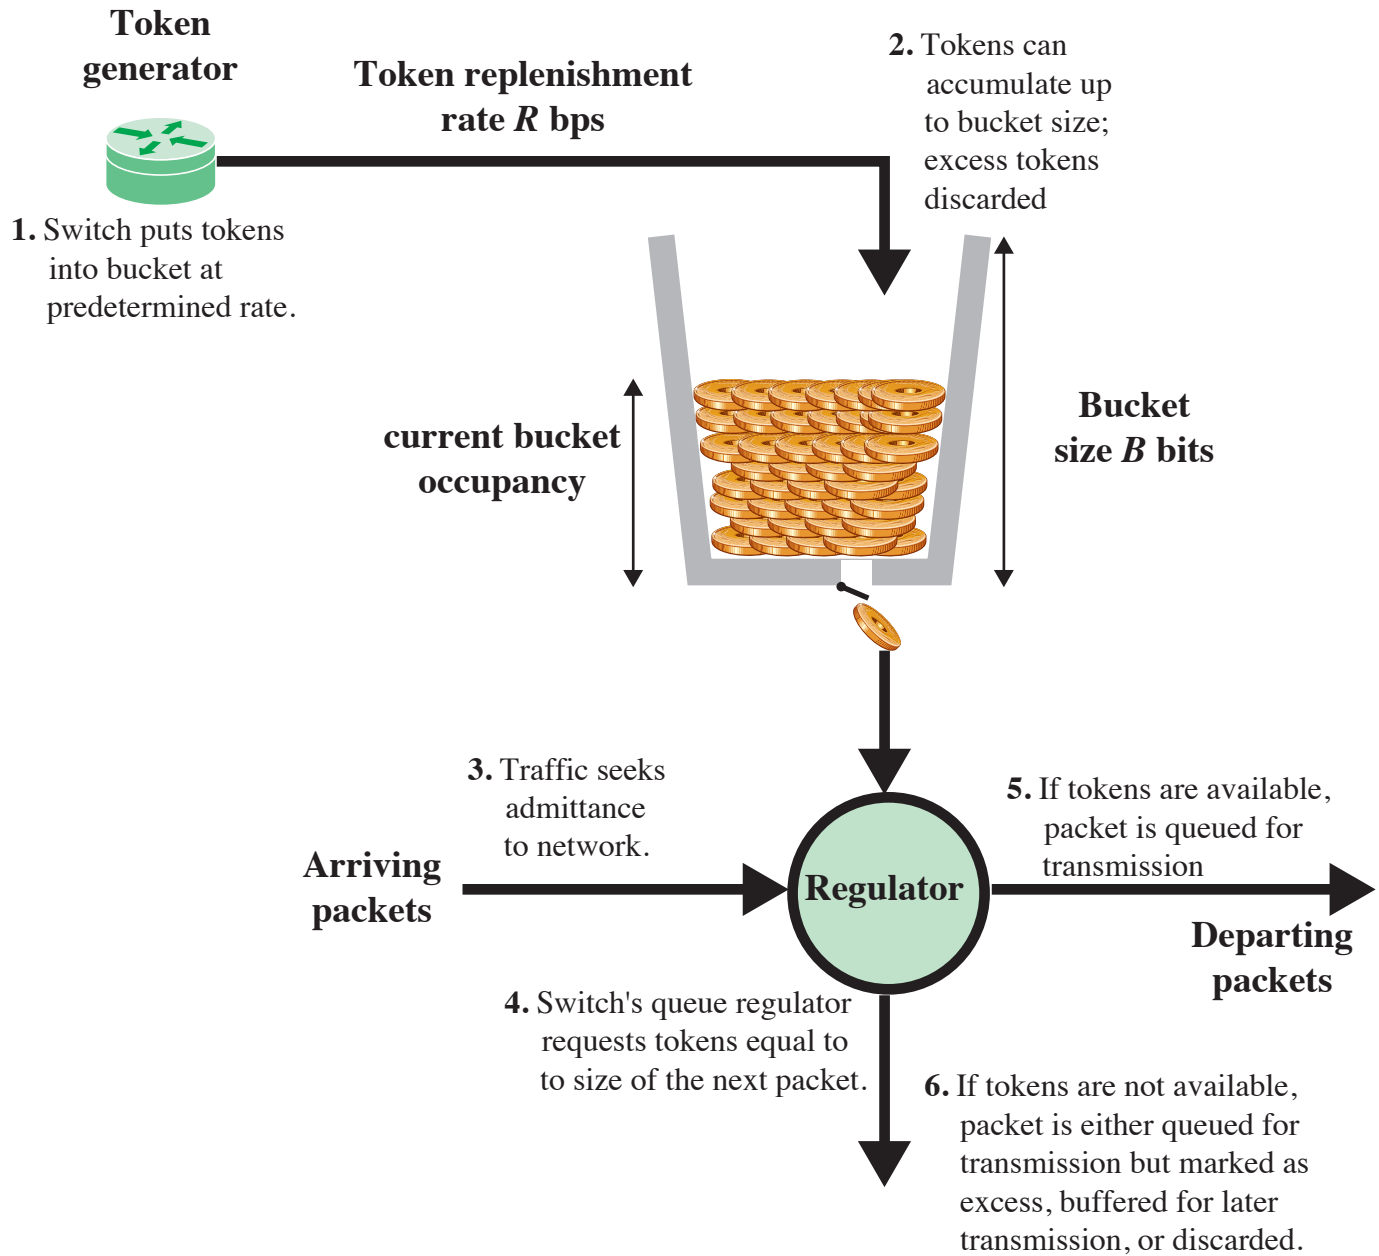 Token
generator
Token replenishment
rate R bps
2. Tokens can
accumulate up
to bucket size;
excess tokens
discarded
1. Switch puts tokens
into bucket at
predetermined rate.
current bucket
occupancy
Bucket
size B bits
3. Traffic seeks
admittance
to network.
5. If tokens are available,
packet is queued for
transmission
Arriving
packets
Regulator
Departing
packets
4. Switch's queue regulator
requests tokens equal to
to size of the next packet.
6. If tokens are not available,
packet is either queued for
transmission but marked as
excess, buffered for later
transmission, or discarded.